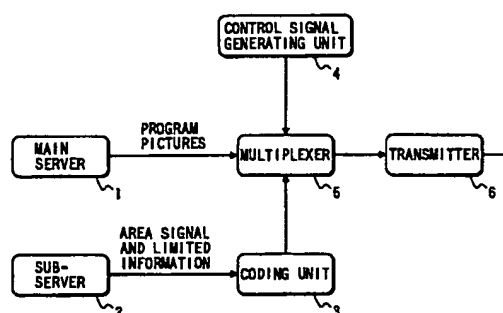 CONTROL SIGNAL
GENERATING UNIT
4
PROGRAM
PICTURES
MAIN
SERVER
1
MULTIPLEXER
5
TRANSMITTER
6
AREA SIGNAL
AND LIMITED
INFORMATION
SUB-
SERVER
2
CODING UNIT
3